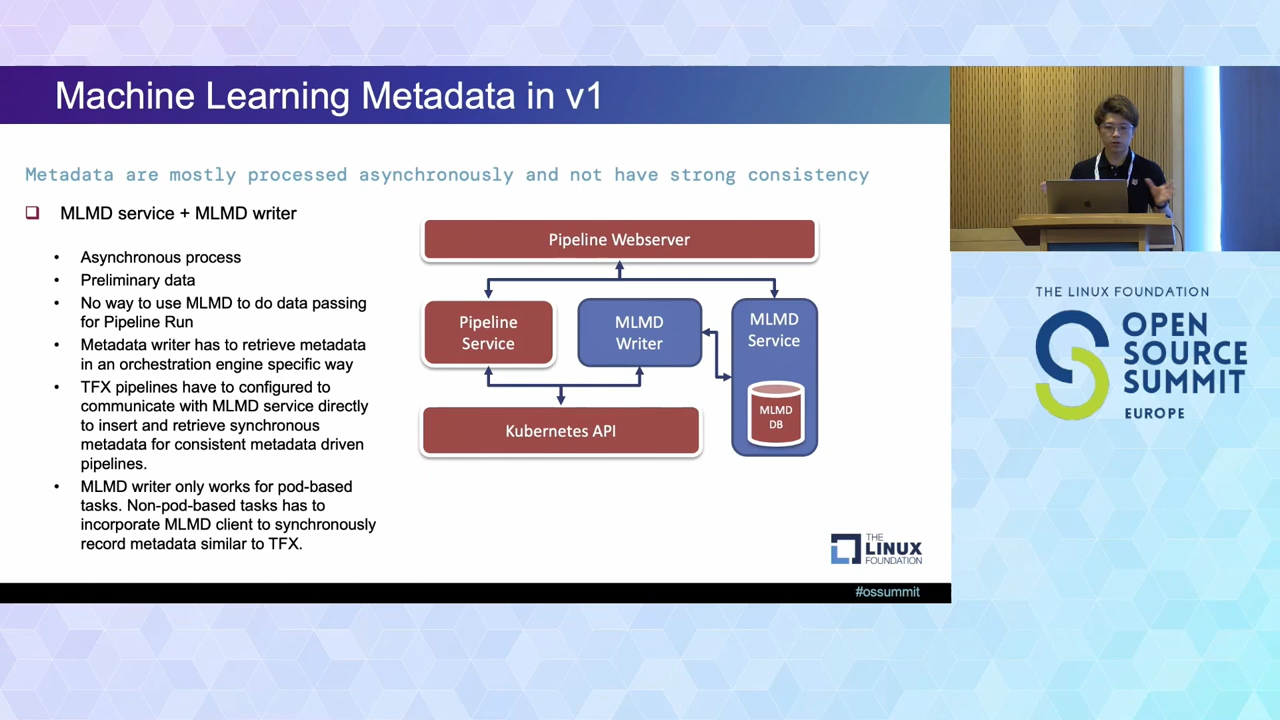 Machine Learning Metadata in v1
Metadata are mostly processed asynchronously and not have strong consistency
MLMD service + MLMD writer
• Asynchronous process
• Preliminary data
• No way to use MLMD to do data passing
for Pipeline Run
• Metadata writer has to retrieve metadata
in an orchestration engine specific way
• TFX pipelines have to configured to
communicate with MLMD service directly
to insert and retrieve synchronous
metadata for consistent metadata driven
pipelines.
• MLMD writer only works for pod-based
tasks. Non-pod-based tasks has to
incorporate MLMD client to synchronously
record metadata similar to TFX.
Pipeline Webserver
Pipeline
Service
MLMD
Writer
MLMD
Service
MLMD
DB
Kubernetes API
THE
LINUX
FOUNDATION
#ossummit
THE LINUX FOUNDATION
OPEN
SOURCE
SUMMIT
EUROPE